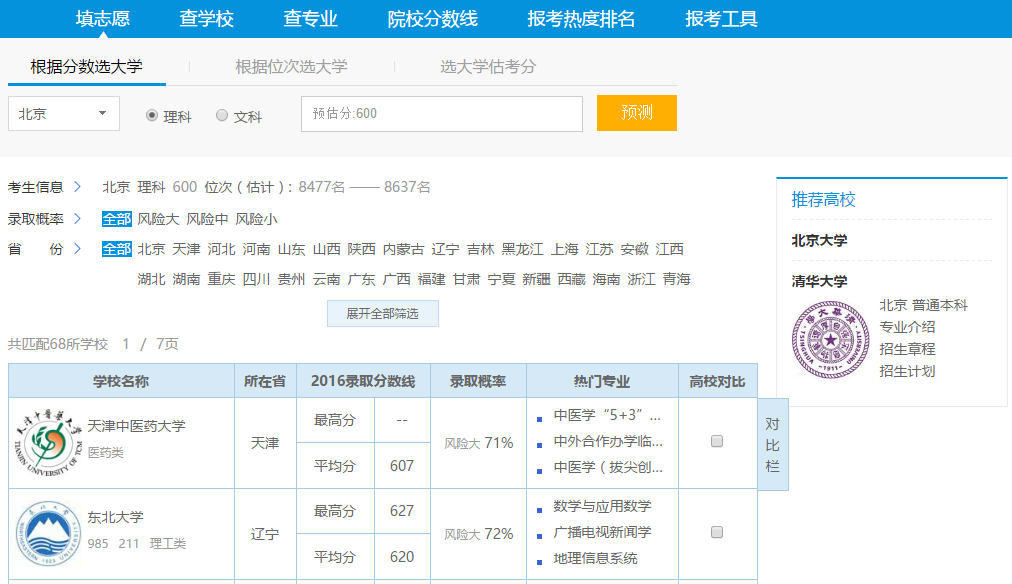 填志愿 查学校 查专业 院校分数线 报考热度排名 报考工具
根据分数选大学 根据位次选大学 选大学估考分
北京 理科 文科 预估分:600 预测
考生信息 北京 理科 600 位次 ( 估计 ) : 8477名 —— 8637名
录取概率 全部 风险大 风险中 风险小
省 份 全部 北京 天津 河北 河南 山东 山西 陕西 内蒙古 辽宁 吉林 黑龙江 上海 江苏 安徽 江西
湖北 湖南 重庆 四川 贵州 云南 广东 广西 福建 甘肃 宁夏 新疆 西藏 海南 浙江 青海
展开全部筛选
共匹配68所学校 1 / 7页
学校名称 所在省 2016录取分数线 录取概率 热门专业 高校对比
天津中医药大学
医药类
天津
最高分 --
平均分 607
风险大 71%
中医学“5+3”...
中外合作办学临...
中医学 ( 拔尖创...
东北大学
985 211 理工类
辽宁
最高分 627
平均分 620
风险大 72%
数学与应用数学
广播电视新闻学
地理信息系统
对
比
栏
推荐高校
北京大学
清华大学
北京 普通本科
专业介绍
招生章程
招生计划
TSINGHUA UNIVERSITY
-1911-